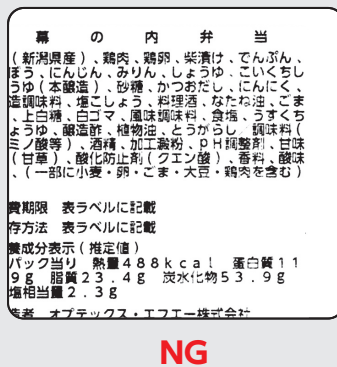 幕の内弁当
(新潟県産)、鶏肉、鶏卵、柴漬け、でんぷん、
ぼう、にんじん、みりん、しょうゆ、こいくちし
うゆ(本醸造)、砂糖、かつおだし、にんにく、
造調味料、塩こしょう、料理酒、なたね油、ごま
、上白糖、白ゴマ、風味調味料、食塩、うすくち
ょうゆ、醸造酢、植物油、とうがらし/調味料(
ミノ酸等)、酒精、加工澱粉、pH調整剤、甘味
(甘草)、酸化防止剤(クエン酸)、香料、酸味
、(一部に小麦・卵・ごま・大豆・鶏肉を含む)
費期限 表ラベルに記載
存方法 表ラベルに記載
養成分表示(推定値)
パック当り 熱量488kcal 蛋白質11
9g 脂質23.4g 炭水化物53.9g
塩相当量2.3g
造者 オプテックス・エフエー株式会社
NG